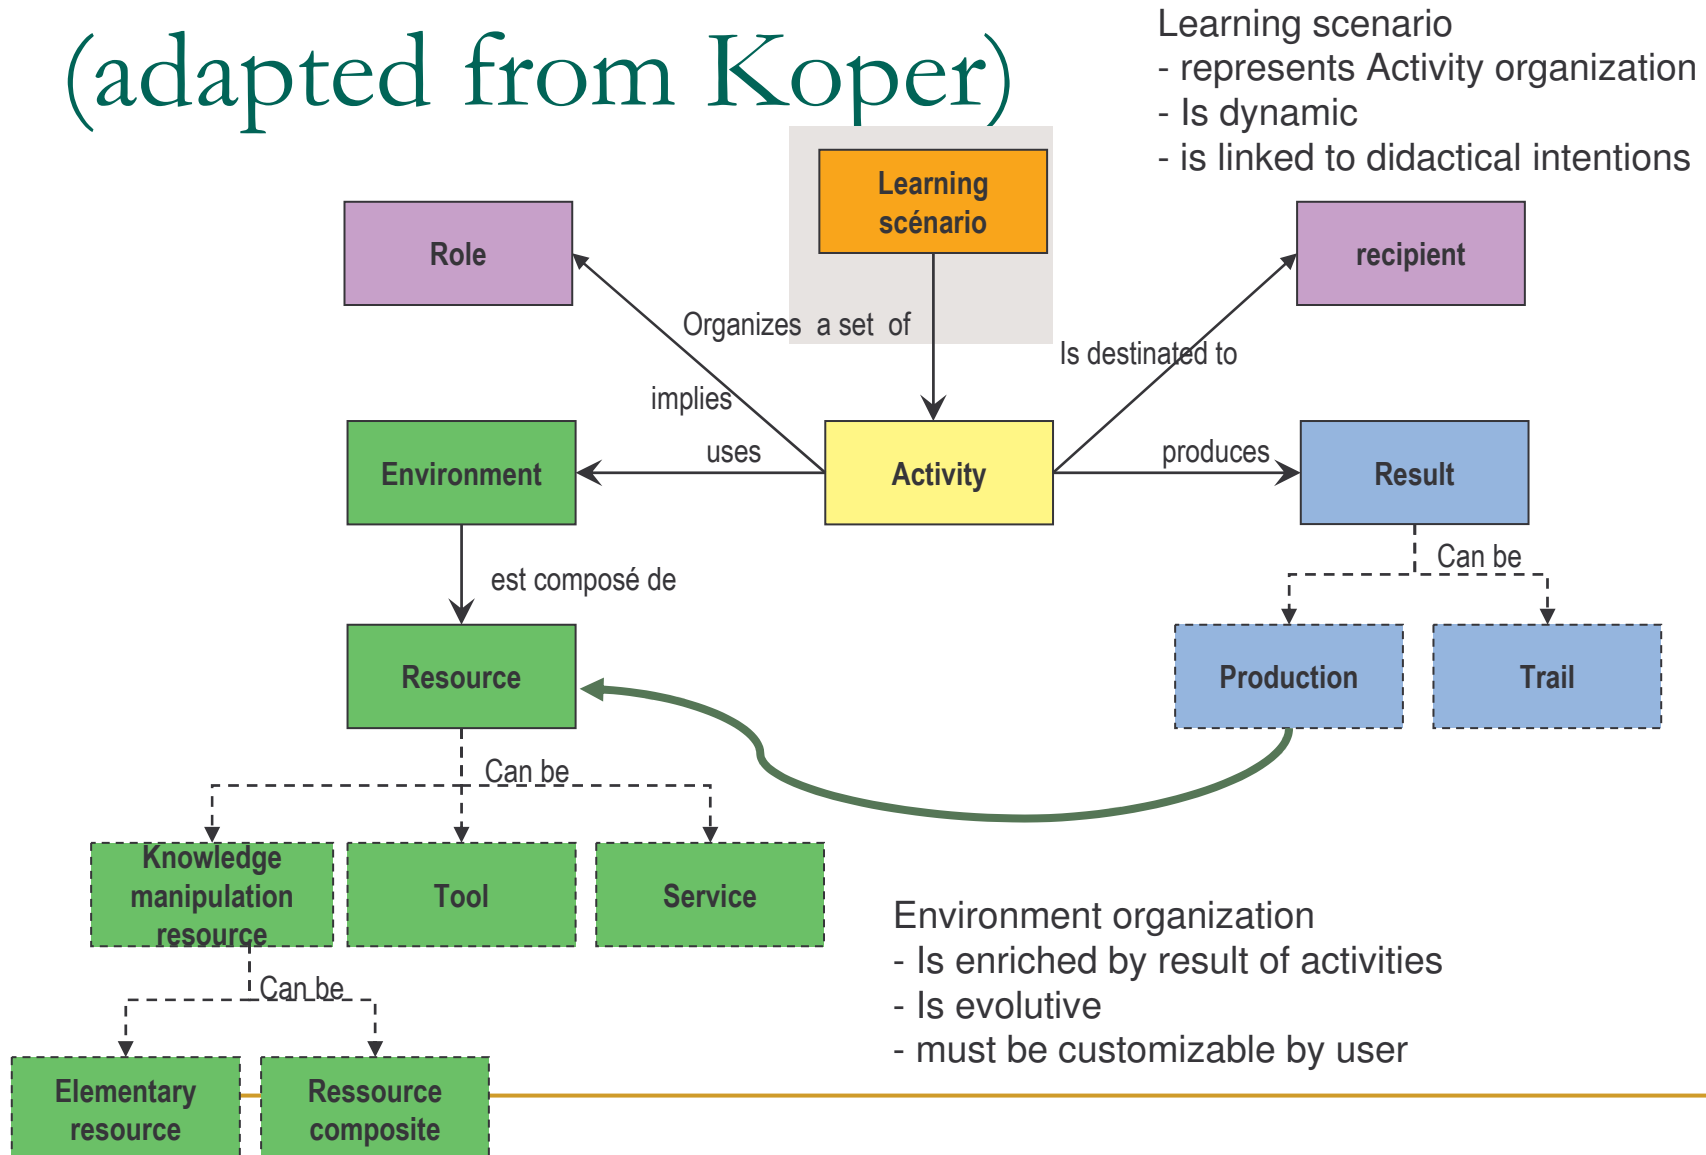 (adapted from Koper)
Learning scenario
- represents Activity organization
- Is dynamic
- is linked to didactical intentions
Learning
scénario
Role
recipient
Organizes a set of
Is destinated to
implies
uses
produces
Environment
Activity
Result
est composé de
Can be
Resource
Production
Trail
Can be
Knowledge
manipulation
resource
Tool
Service
Environment organization
- Is enriched by result of activities
- Is evolutive
- must be customizable by user
Can be
Elementary
resource
Ressource
composite